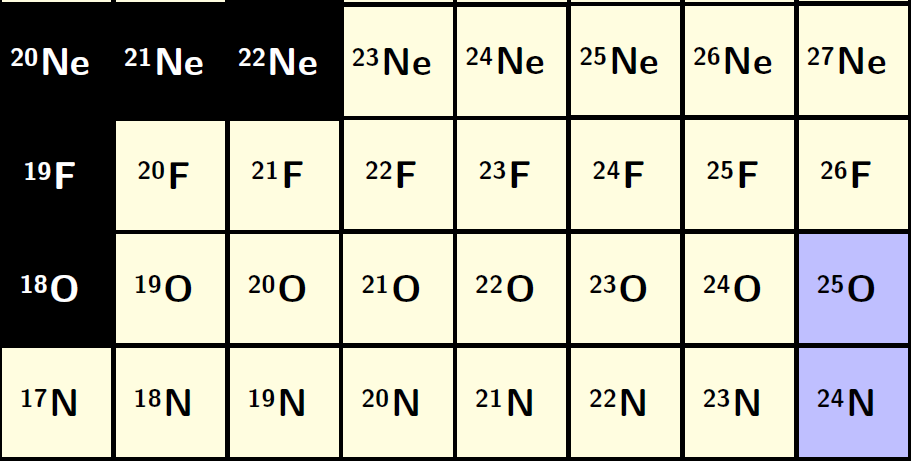 ²⁰Ne ²¹Ne ²²Ne ²³Ne ²⁴Ne ²⁵Ne ²⁶Ne ²⁷Ne
¹⁹F ²⁰F ²¹F ²²F ²³F ²⁴F ²⁵F ²⁶F
¹⁸O ¹⁹O ²⁰O ²¹O ²²O ²³O ²⁴O ²⁵O
¹⁷N ¹⁸N ¹⁹N ²⁰N ²¹N ²²N ²³N ²⁴N